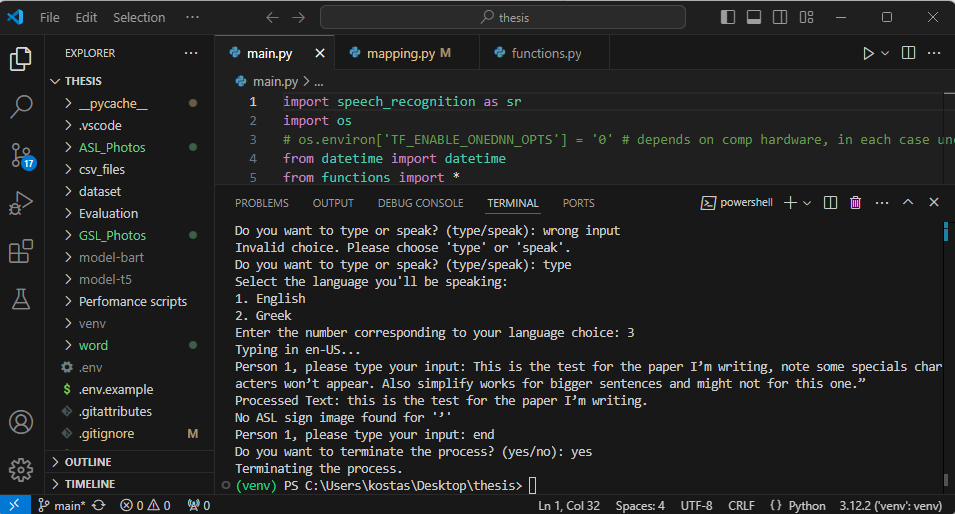 File Edit Selection ··· thesis
EXPLORER ···
THESIS
__pycache__
.vscode
ASL_Photos
csv_files
dataset
Evaluation
GSL_Photos
model-bart
model-t5
Perfomance scripts
venv
word
.env
$ .env.example
.gitattributes
.gitignore M
OUTLINE
TIMELINE
17
main.py mapping.py M functions.py
main.py > ...
1 import speech_recognition as sr
2 import os
3 # os.environ['TF_ENABLE_ONEDNN_OPTS'] = '0' # depends on comp hardware, in each case und
4 from datetime import datetime
5 from functions import *
PROBLEMS OUTPUT DEBUG CONSOLE TERMINAL PORTS powershell
Do you want to type or speak? (type/speak): wrong input
Invalid choice. Please choose 'type' or 'speak'.
Do you want to type or speak? (type/speak): type
Select the language you'll be speaking:
1. English
2. Greek
Enter the number corresponding to your language choice: 3
Typing in en-US...
Person 1, please type your input: This is the test for the paper I’m writing, note some specials char
acters won’t appear. Also simplify works for bigger sentences and might not for this one.”
Processed Text: this is the test for the paper I’m writing.
No ASL sign image found for '’'
Person 1, please type your input: end
Do you want to terminate the process? (yes/no): yes
Terminating the process.
(venv) PS C:\Users\kostas\Desktop\thesis>
main* 0 0 0 Ln 1, Col 32 Spaces: 4 UTF-8 CRLF {} Python 3.12.2 ('venv': venv)